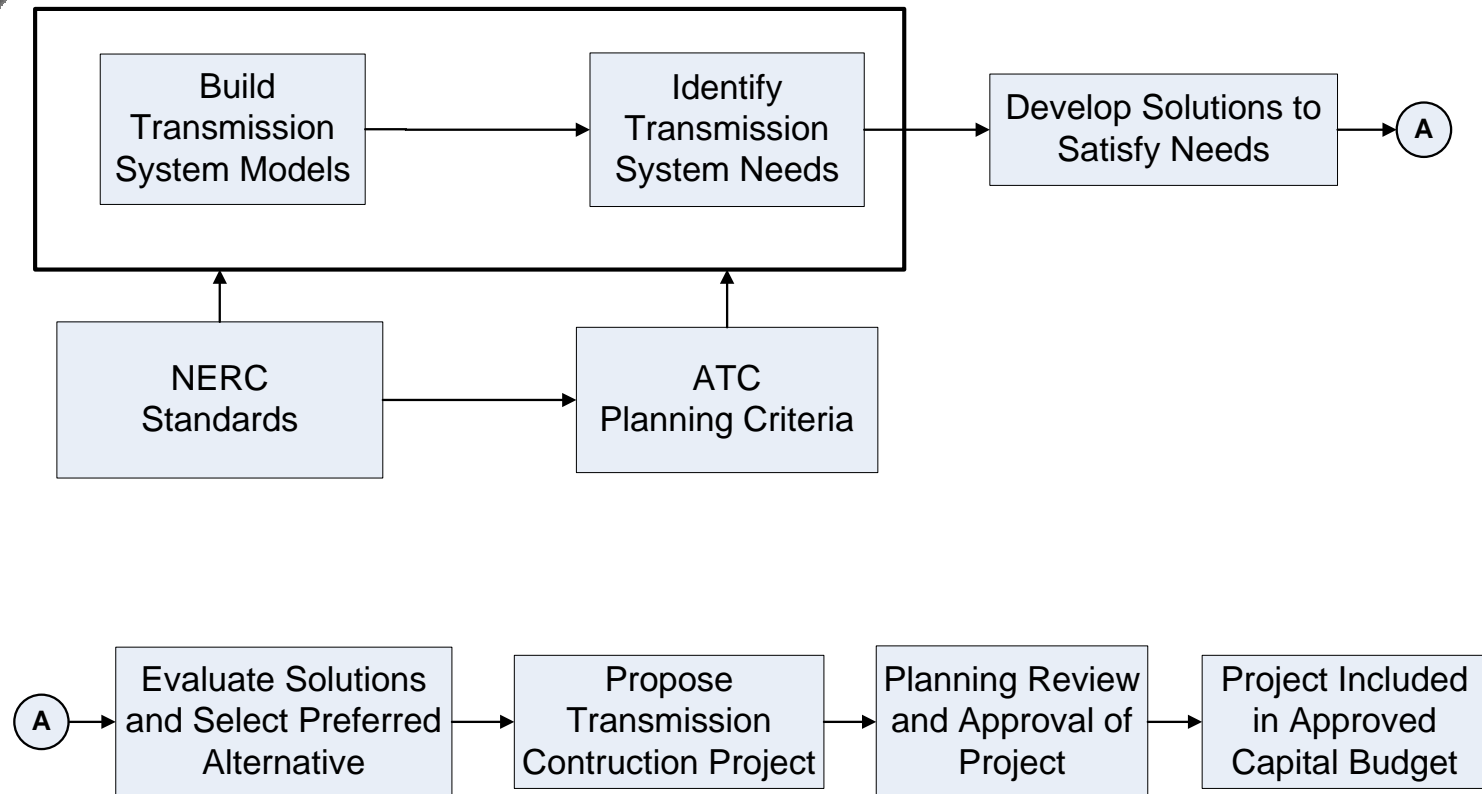 Build
Transmission
System Models
Identify
Transmission
System Needs
Develop Solutions to
Satisfy Needs
A
NERC
Standards
ATC
Planning Criteria
A
Evaluate Solutions
and Select Preferred
Alternative
Propose
Transmission
Contruction Project
Planning Review
and Approval of
Project
Project Included
in Approved
Capital Budget